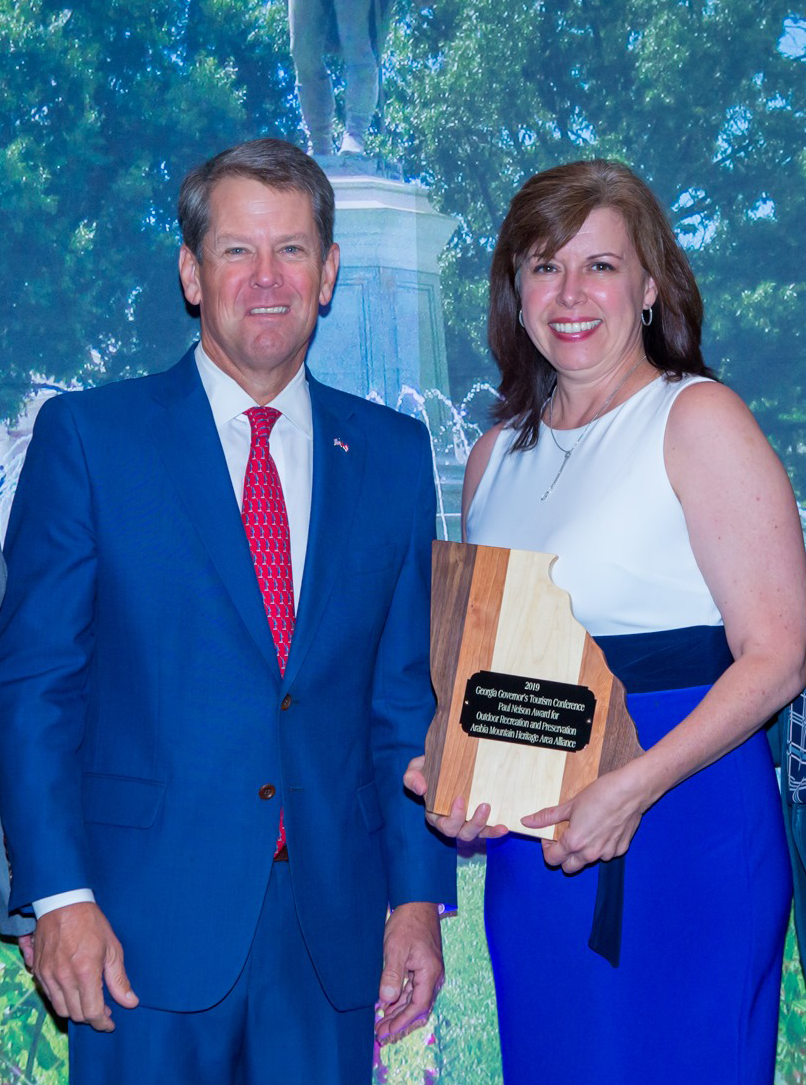 2019
Georgia Governor's Tourism Conference
Paul Nelson Award for
Outdoor Recreation and Preservation
Arabia Mountain Heritage Area Alliance